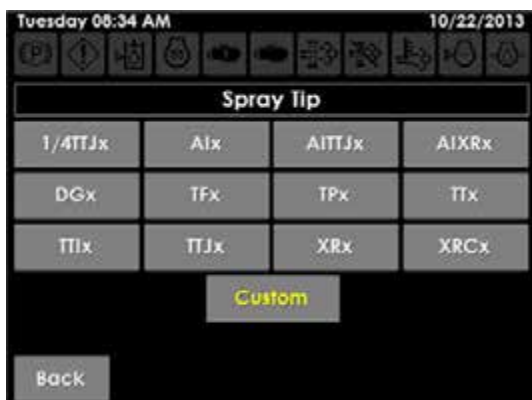 Tuesday 08:34 AM 10/22/2013
Spray Tip
1/4TTJx AIx AITTJx AIXRx
DGx TFx TPx TTx
TTIx TTJx XRx XRCx
Custom
Back